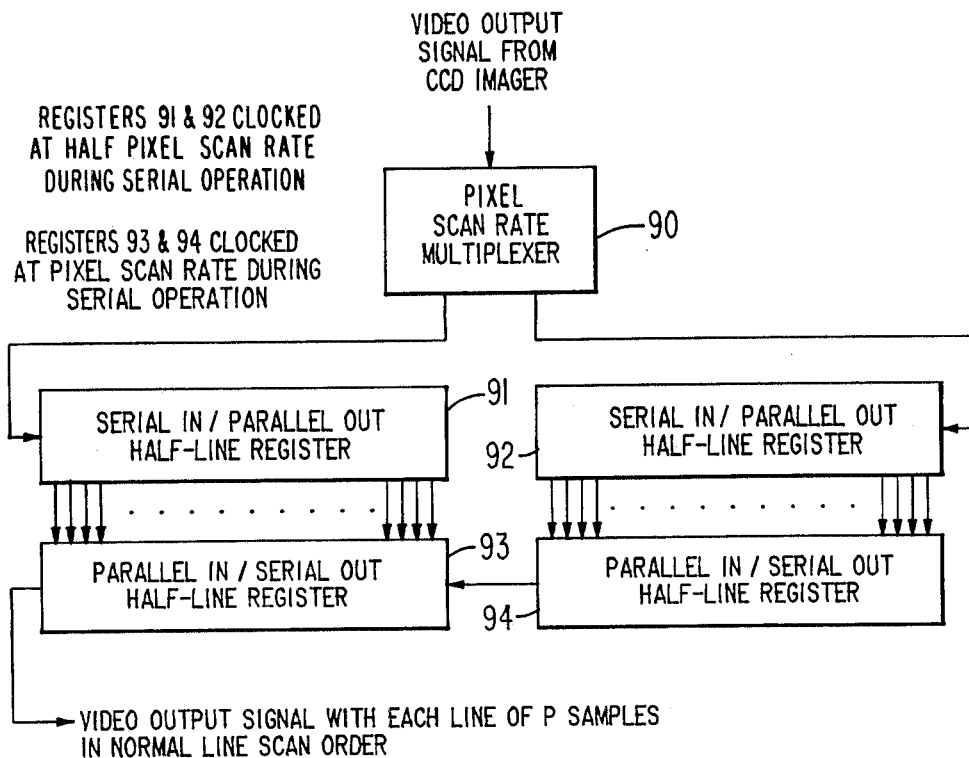 VIDEO OUTPUT
SIGNAL FROM
CCD IMAGER
REGISTERS 91 & 92 CLOCKED
AT HALF PIXEL SCAN RATE
DURING SERIAL OPERATION
PIXEL
SCAN RATE
MULTIPLEXER
90
REGISTERS 93 & 94 CLOCKED
AT PIXEL SCAN RATE DURING
SERIAL OPERATION
SERIAL IN / PARALLEL OUT
HALF-LINE REGISTER
91
SERIAL IN / PARALLEL OUT
HALF-LINE REGISTER
92
PARALLEL IN / SERIAL OUT
HALF-LINE REGISTER
93
PARALLEL IN / SERIAL OUT
HALF-LINE REGISTER
94
VIDEO OUTPUT SIGNAL WITH EACH LINE OF P SAMPLES
IN NORMAL LINE SCAN ORDER